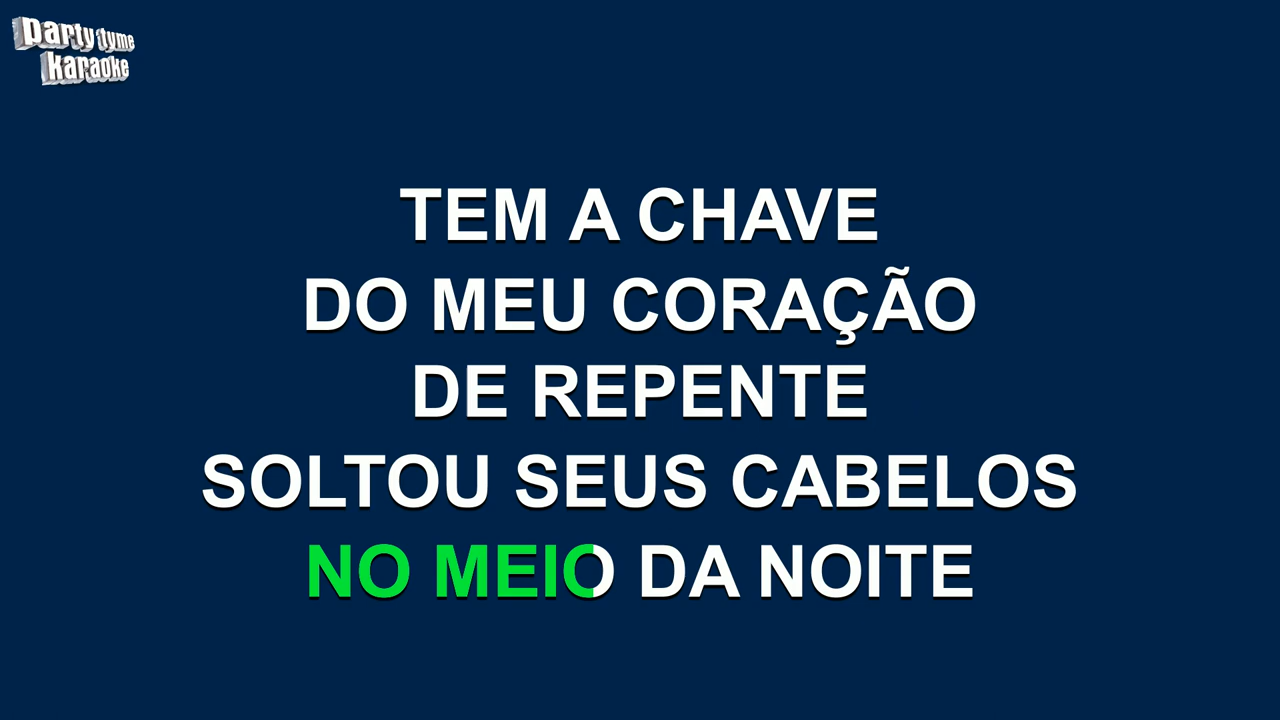 party tyme
karaoke
TEM A CHAVE
DO MEU CORAÇÃO
DE REPENTE
SOLTOU SEUS CABELOS
NO MEIO DA NOITE